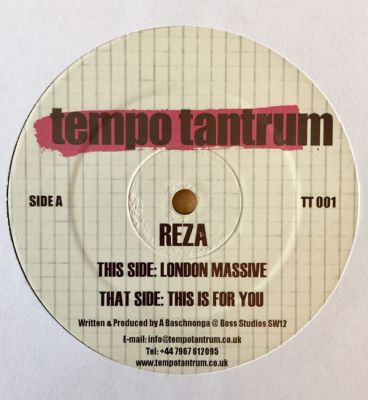 tempo tantrum
SIDE A
TT 001
REZA
THIS SIDE: LONDON MASSIVE
THAT SIDE: THIS IS FOR YOU
Written & Produced by A Baschnonga @ Boss Studios SW12
E-mail: info@tempotantrum.co.uk
Tel: +44 7967 612095
www.tempotantrum.co.uk